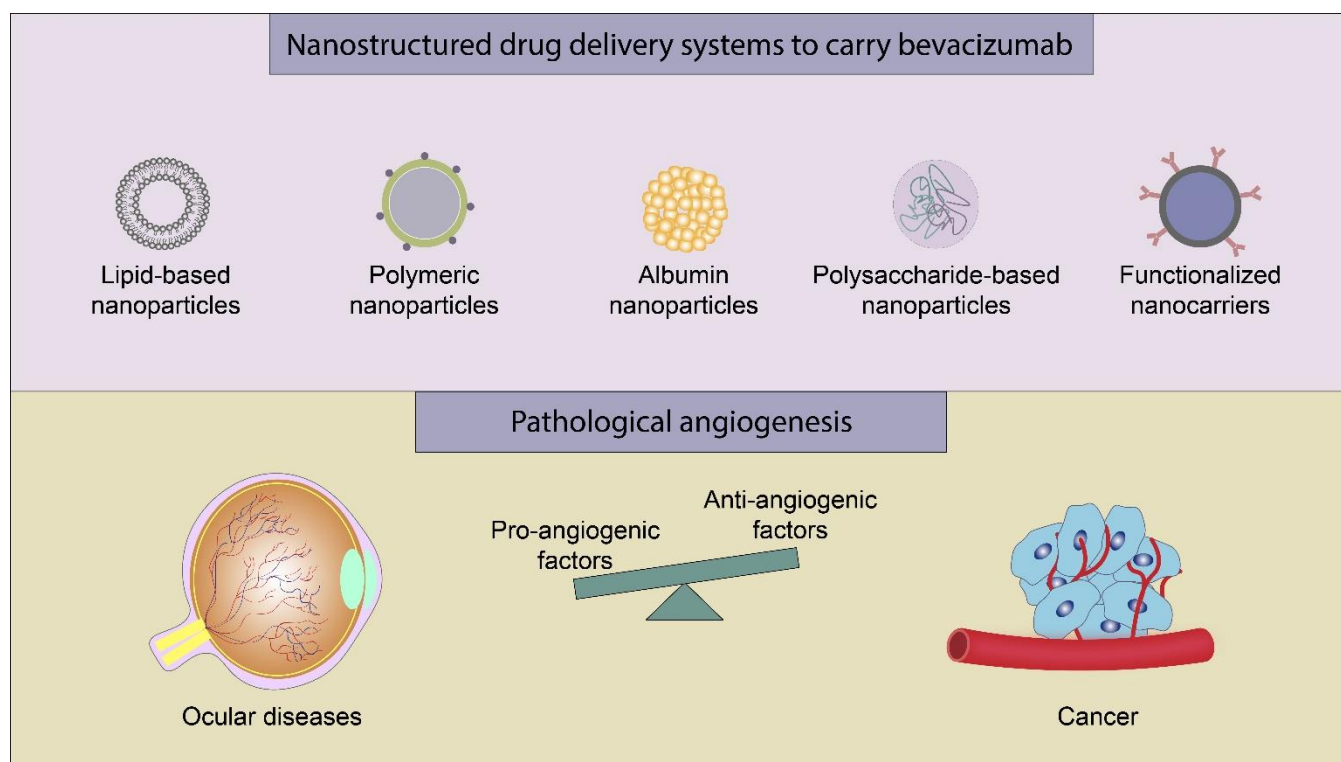 Nanostructured drug delivery systems to carry bevacizumab
Lipid-based
nanoparticles
Polymeric
nanoparticles
Albumin
nanoparticles
Polysaccharide-based
nanoparticles
Functionalized
nanocarriers
Pathological angiogenesis
Pro-angiogenic
factors
Anti-angiogenic
factors
Ocular diseases
Cancer